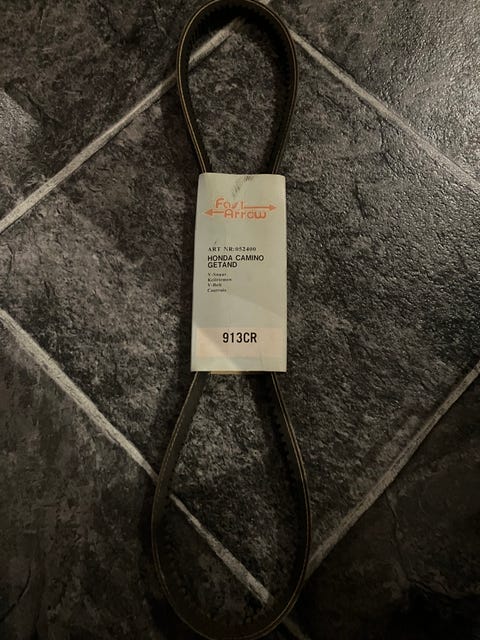 Fast
Arrow
ART NR:052400
HONDA CAMINO
GETAND
V-Snaar
Keilriemen
V-Belt
Courroie
913CR